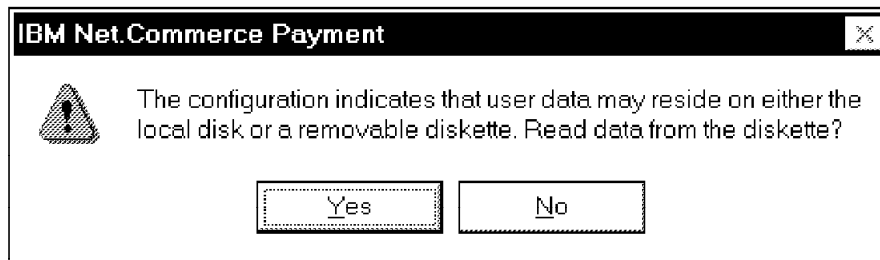 IBM Net.Commerce Payment
The configuration indicates that user data may reside on either the
local disk or a removable diskette. Read data from the diskette?
Yes No